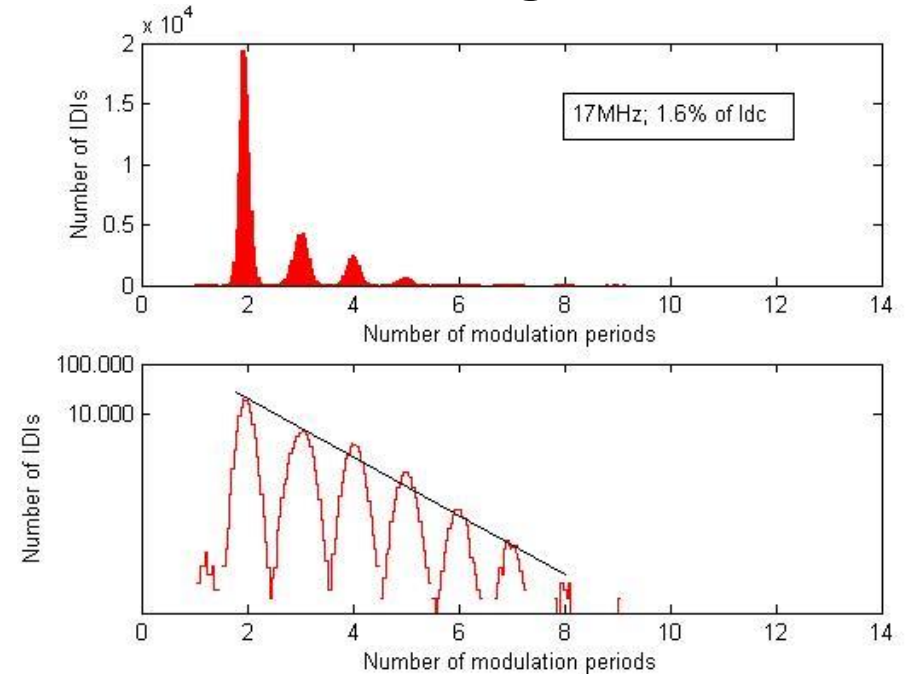 x 10^4
2
1.5
1
0.5
0
Number of IDIs
17MHz; 1.6% of Idc
0 2 4 6 8 10 12 14
Number of modulation periods
100.000
10.000
Number of IDIs
0 2 4 6 8 10 12 14
Number of modulation periods